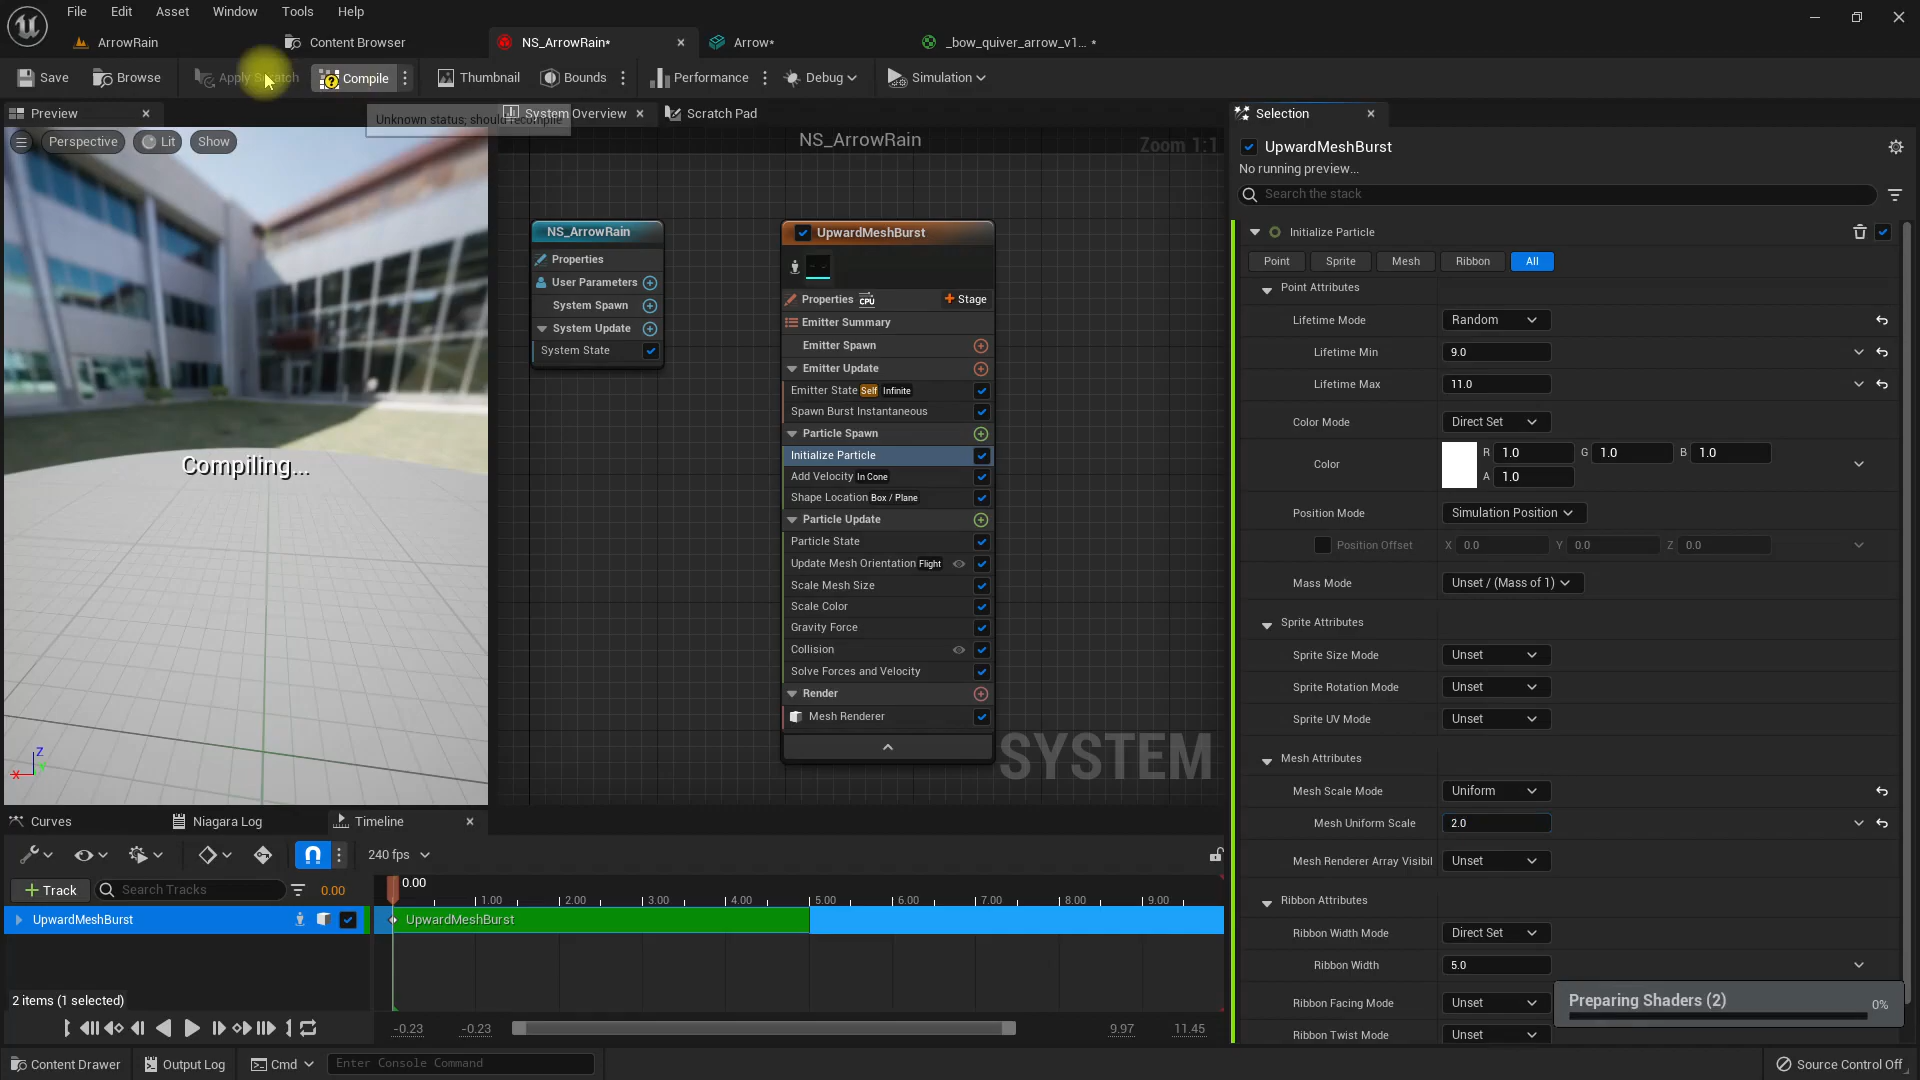 File Edit Asset Window Tools Help
ArrowRain Content Browser NS_ArrowRain* Arrow* _bow_quiver_arrow_v1... *
Save Browse Apply Scratch Compile Thumbnail Bounds Performance Debug Simulation
Preview System Overview Scratch Pad Selection
Unknown status; should recompile
Perspective Lit Show
NS_ArrowRain
Zoom 1:1
Compiling...
Z
X
NS_ArrowRain
Properties
User Parameters
System Spawn
System Update
System State
UpwardMeshBurst
Properties CPU + Stage
Emitter Summary
Emitter Spawn
Emitter Update
Emitter State Self Infinite
Spawn Burst Instantaneous
Particle Spawn
Initialize Particle
Add Velocity In Cone
Shape Location Box / Plane
Particle Update
Particle State
Update Mesh Orientation Flight
Scale Mesh Size
Scale Color
Gravity Force
Collision
Solve Forces and Velocity
Render
Mesh Renderer
SYSTEM
UpwardMeshBurst
No running preview...
Search the stack
Initialize Particle
Point Sprite Mesh Ribbon All
Point Attributes
Lifetime Mode Random
Lifetime Min 9.0
Lifetime Max 11.0
Color Mode Direct Set
Color R 1.0 G 1.0 B 1.0
A 1.0
Position Mode Simulation Position
Position Offset X 0.0 Y 0.0 Z 0.0
Mass Mode Unset / (Mass of 1)
Sprite Attributes
Sprite Size Mode Unset
Sprite Rotation Mode Unset
Sprite UV Mode Unset
Mesh Attributes
Mesh Scale Mode Uniform
Mesh Uniform Scale 2.0
Mesh Renderer Array Visibil Unset
Ribbon Attributes
Ribbon Width Mode Direct Set
Ribbon Width 5.0
Ribbon Facing Mode Unset
Ribbon Twist Mode Unset
Preparing Shaders (2) 0%
Curves Niagara Log Timeline
240 fps
+ Track Search Tracks 0.00
0.00
1.00 2.00 3.00 4.00 5.00 6.00 7.00 8.00 9.00
UpwardMeshBurst UpwardMeshBurst
2 items (1 selected)
-0.23 -0.23 9.97 11.45
Content Drawer Output Log Cmd Enter Console Command Source Control Off